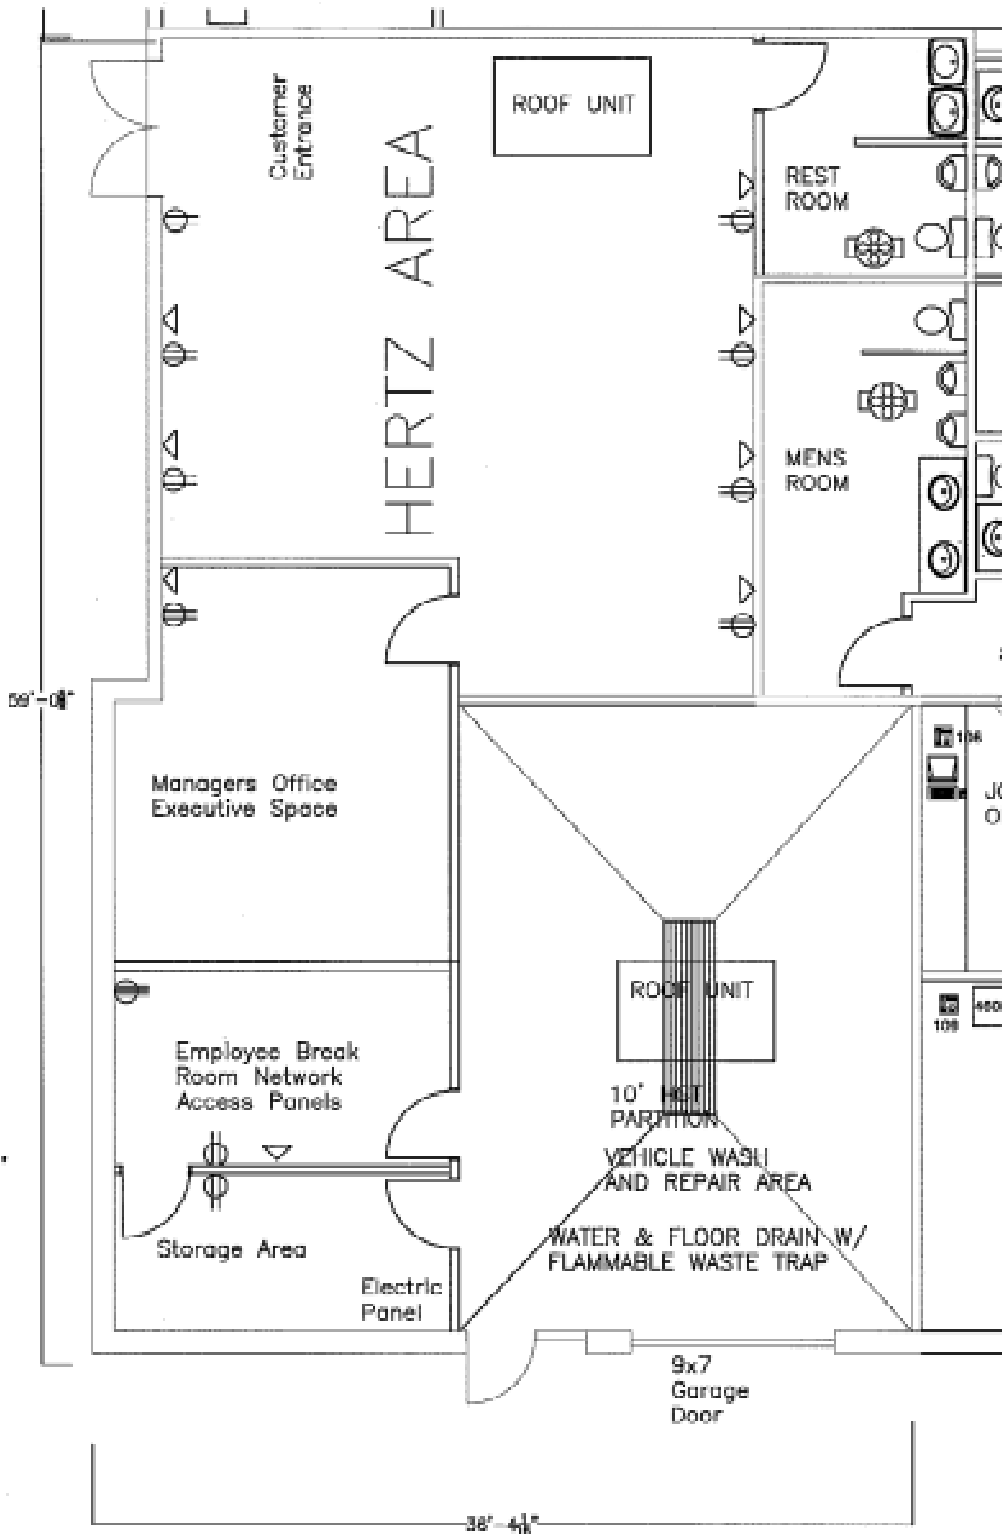 Customer
Entrance
ROOF UNIT
HERTZ AREA
REST
ROOM
MENS
ROOM
Managers Office
Executive Space
106
ROOF UNIT
109
Employee Break
Room Network
Access Panels
10' HGT
PARTITION
VEHICLE WASH
AND REPAIR AREA
WATER & FLOOR DRAIN W/
FLAMMABLE WASTE TRAP
Storage Area
Electric
Panel
9x7
Garage
Door